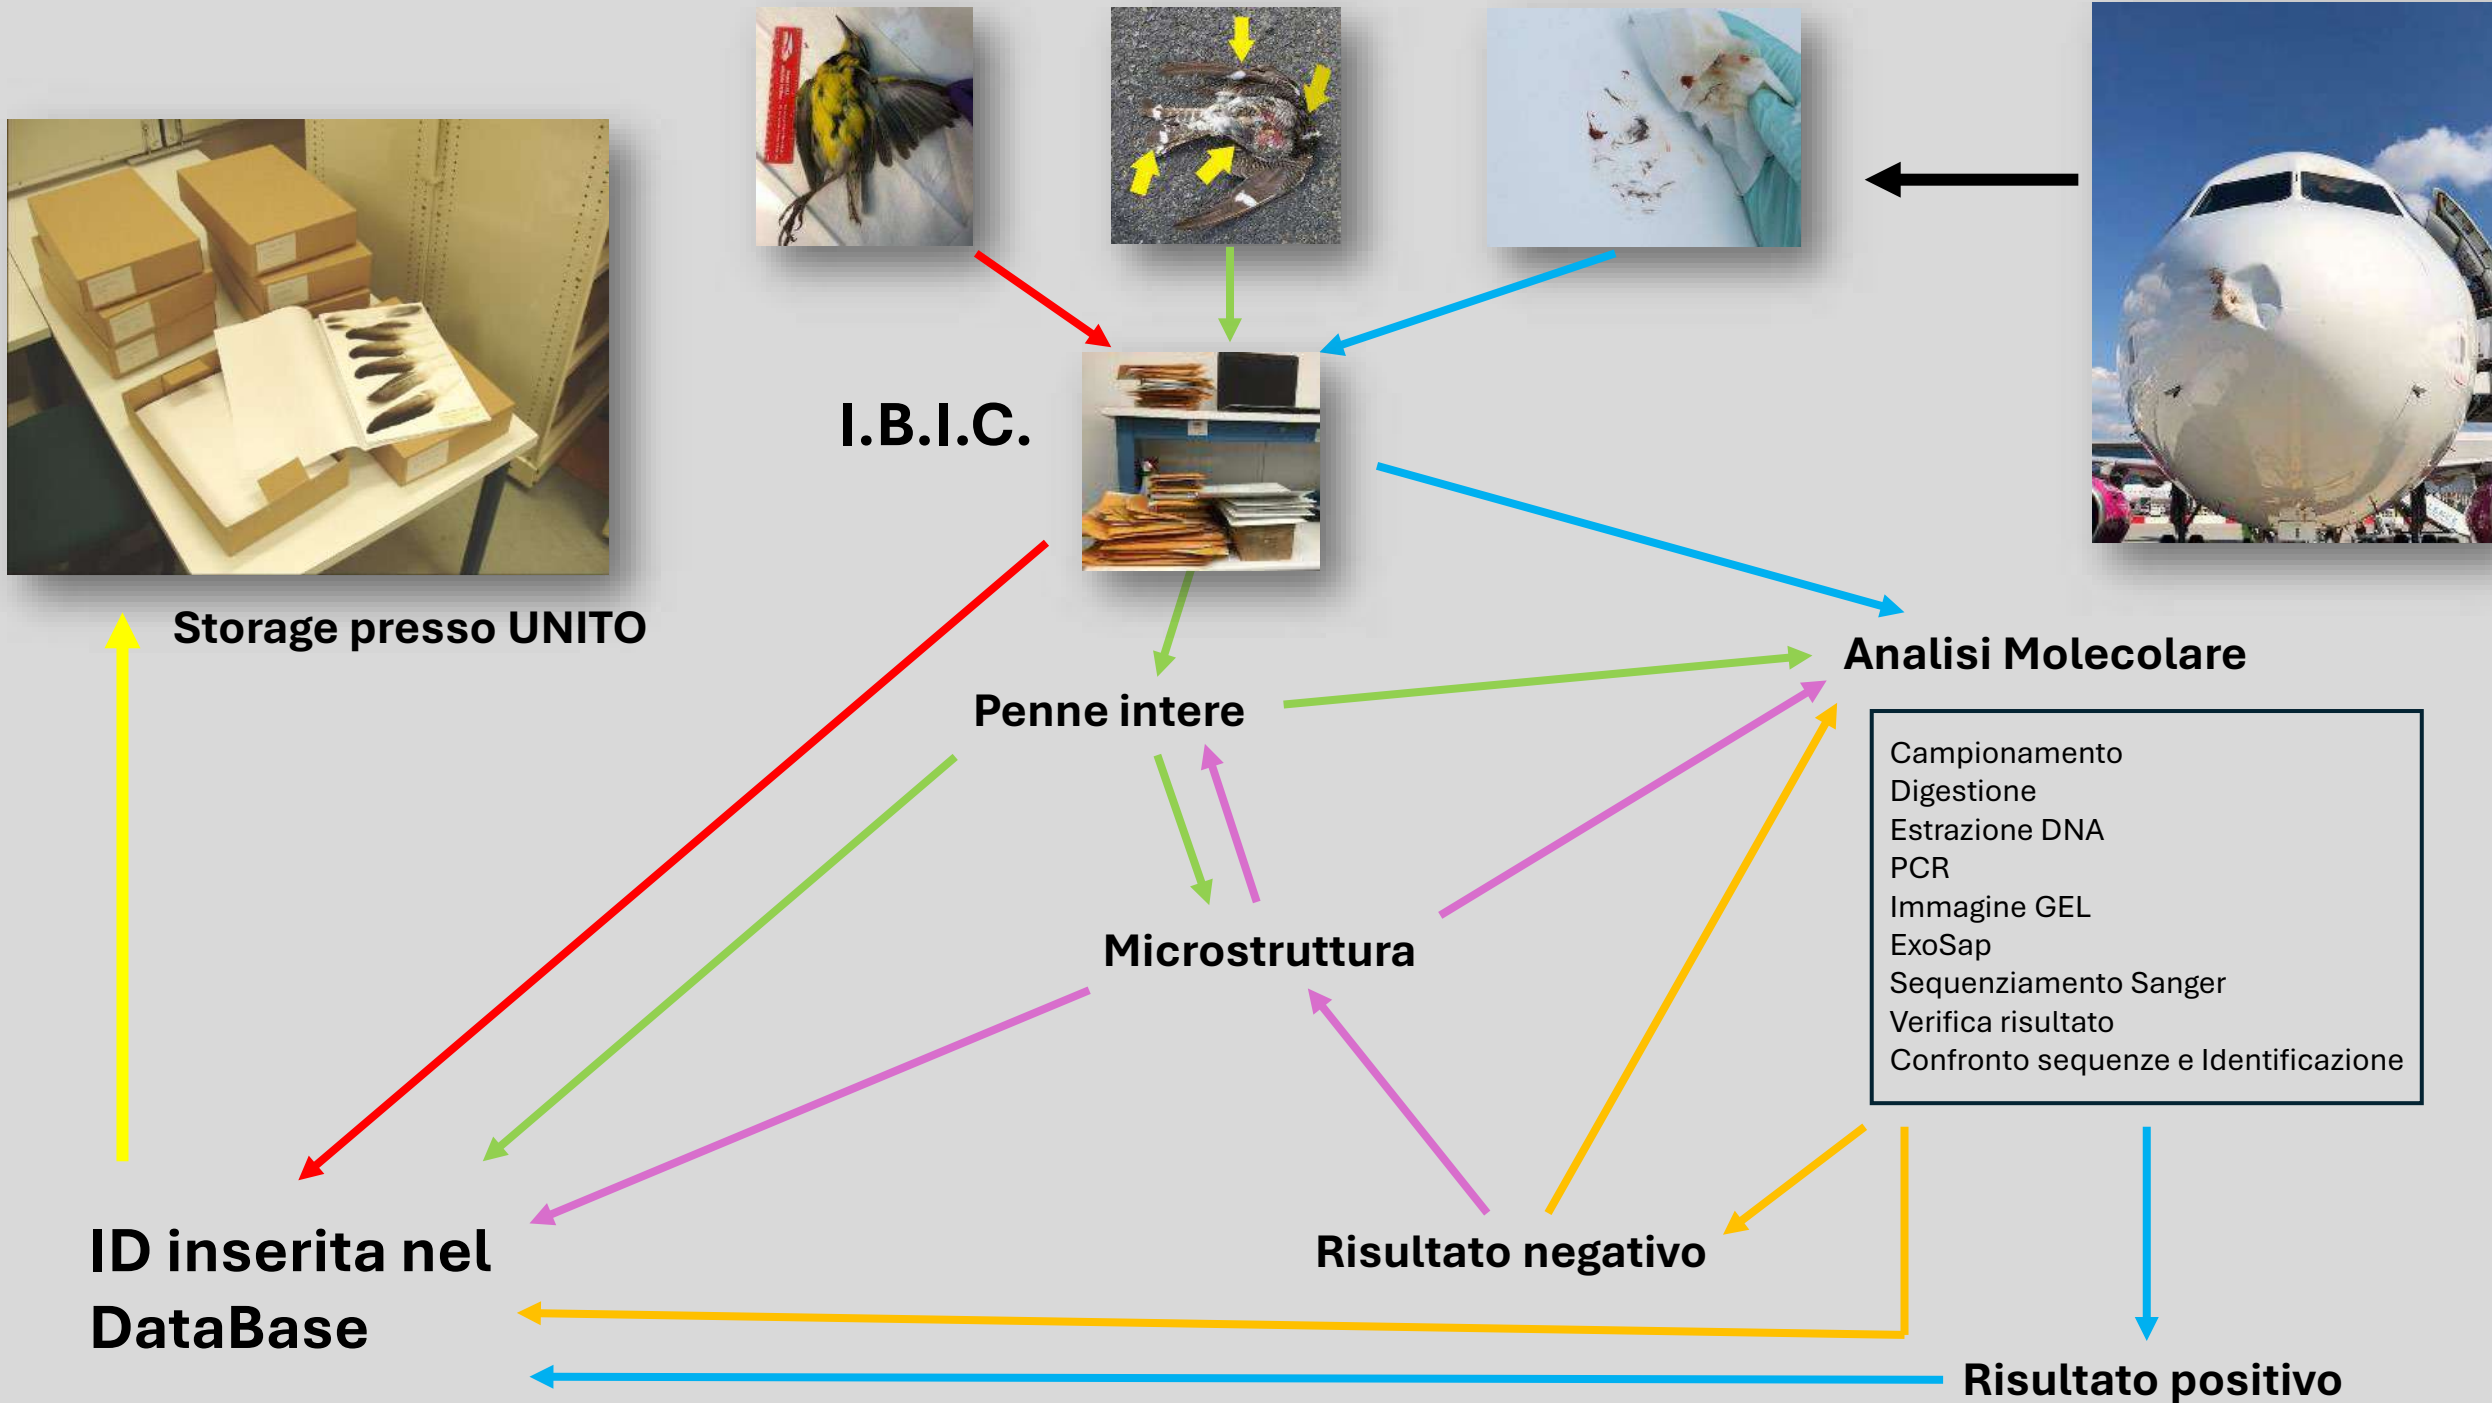 I.B.I.C.
Storage presso UNITO
Penne intere
Analisi Molecolare
Campionamento
Digestione
Estrazione DNA
PCR
Immagine GEL
ExoSap
Sequenziamento Sanger
Verifica risultato
Confronto sequenze e Identificazione
Microstruttura
Risultato negativo
ID inserita nel
DataBase
Risultato positivo